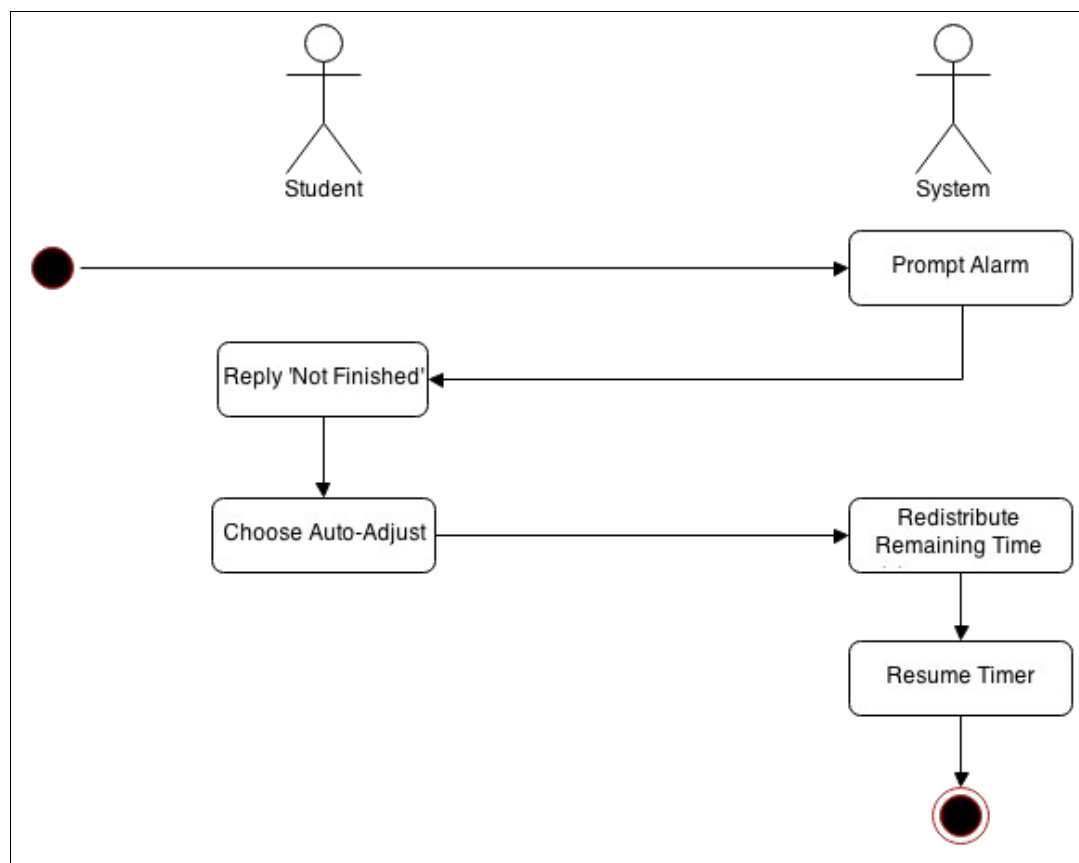 Student
System
Prompt Alarm
Reply 'Not Finished'
Choose Auto-Adjust
Redistribute
Remaining Time
Resume Timer